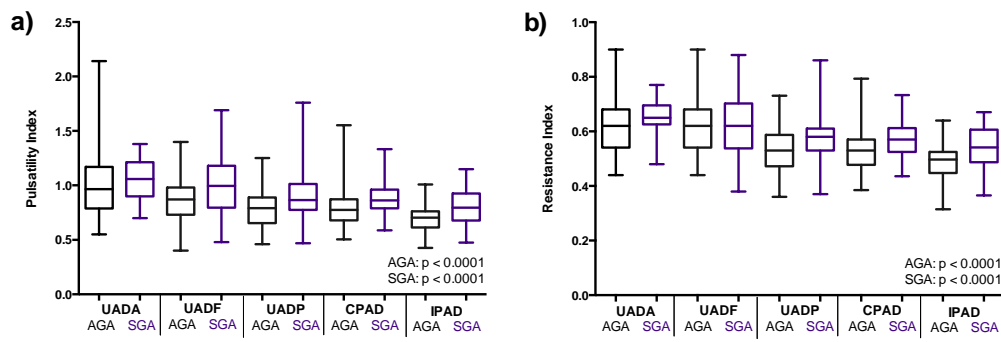 a)
Pulsatility Index
2.5
2.0
1.5
1.0
0.5
0.0
AGA: p < 0.0001
SGA: p < 0.0001
UADA UADF UADP CPAD IPAD
AGA SGA AGA SGA AGA SGA AGA SGA AGA SGA
b)
Resistance Index
1.0
0.8
0.6
0.4
0.2
0.0
AGA: p < 0.0001
SGA: p < 0.0001
UADA UADF UADP CPAD IPAD
AGA SGA AGA SGA AGA SGA AGA SGA AGA SGA